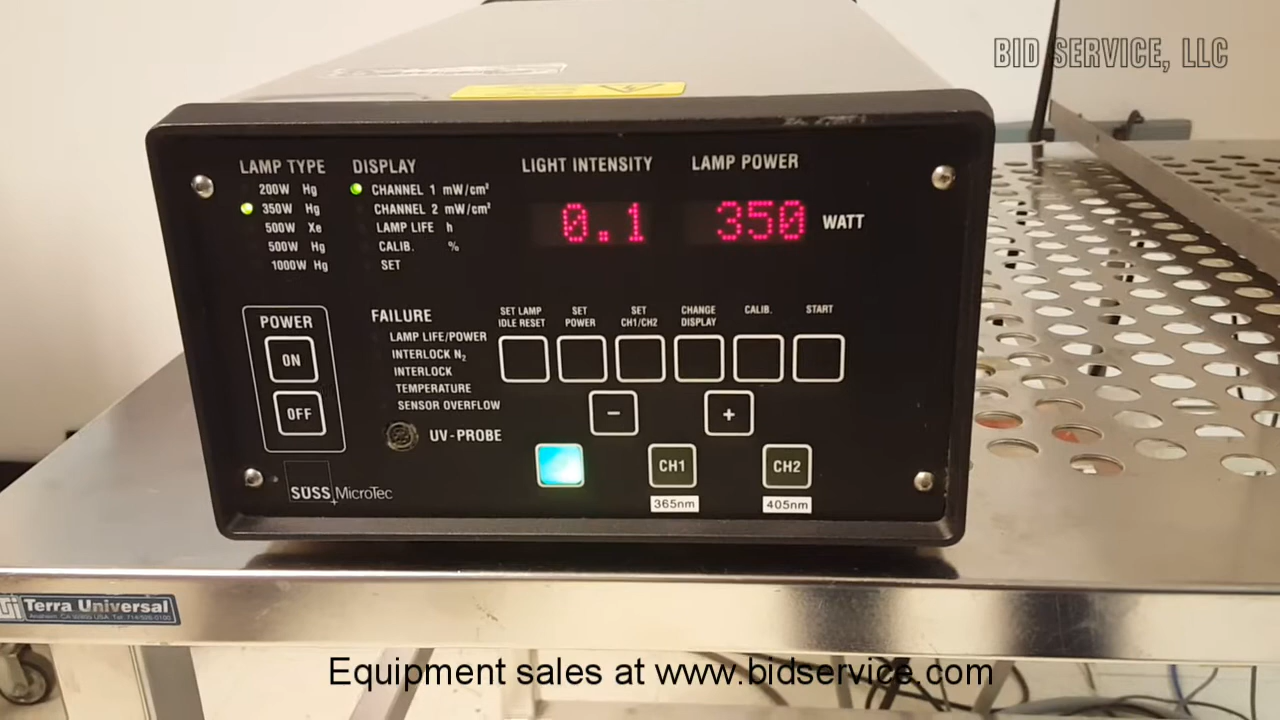 BID SERVICE, LLC
LAMP TYPE
200W Hg
350W Hg
500W Xe
500W Hg
1000W Hg
DISPLAY
CHANNEL 1 mW/cm²
CHANNEL 2 mW/cm²
LAMP LIFE h
CALIB. %
SET
LIGHT INTENSITY
0.1
LAMP POWER
350 WATT
POWER
ON
OFF
FAILURE
LAMP LIFE/POWER
INTERLOCK N₂
INTERLOCK
TEMPERATURE
SENSOR OVERFLOW
UV-PROBE
SET LAMP
IDLE RESET
SET
POWER
SET
CH1/CH2
CHANGE
DISPLAY
CALIB.
START
−
+
CH1
CH2
365nm
405nm
SÜSS MicroTec
Terra Universal
Anaheim, CA 92803 USA Tel: 714/526-0100
Equipment sales at www.bidservice.com